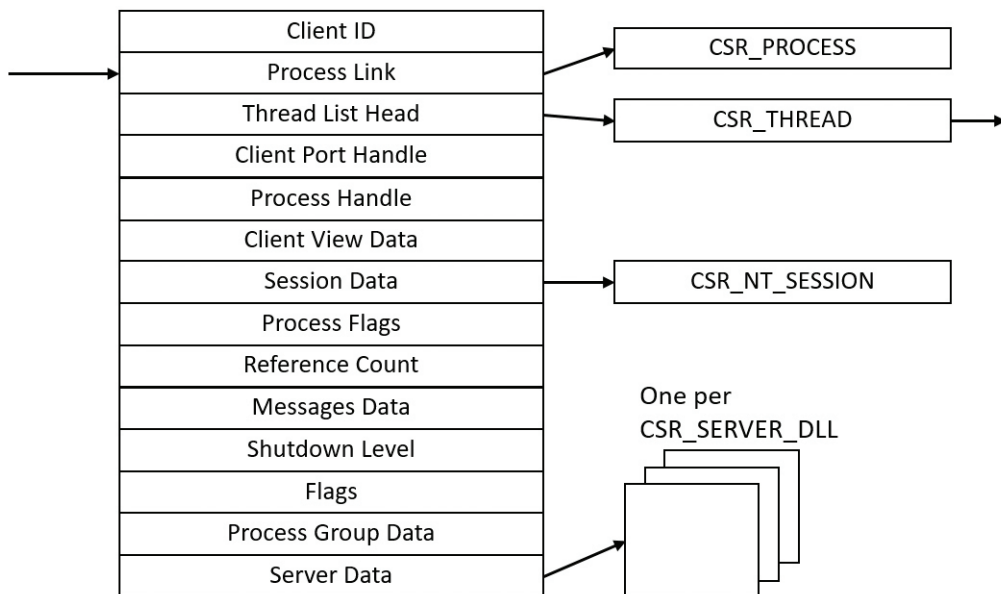 Client ID
Process Link
Thread List Head
Client Port Handle
Process Handle
Client View Data
Session Data
Process Flags
Reference Count
Messages Data
Shutdown Level
Flags
Process Group Data
Server Data
CSR_PROCESS
CSR_THREAD
CSR_NT_SESSION
One per
CSR_SERVER_DLL